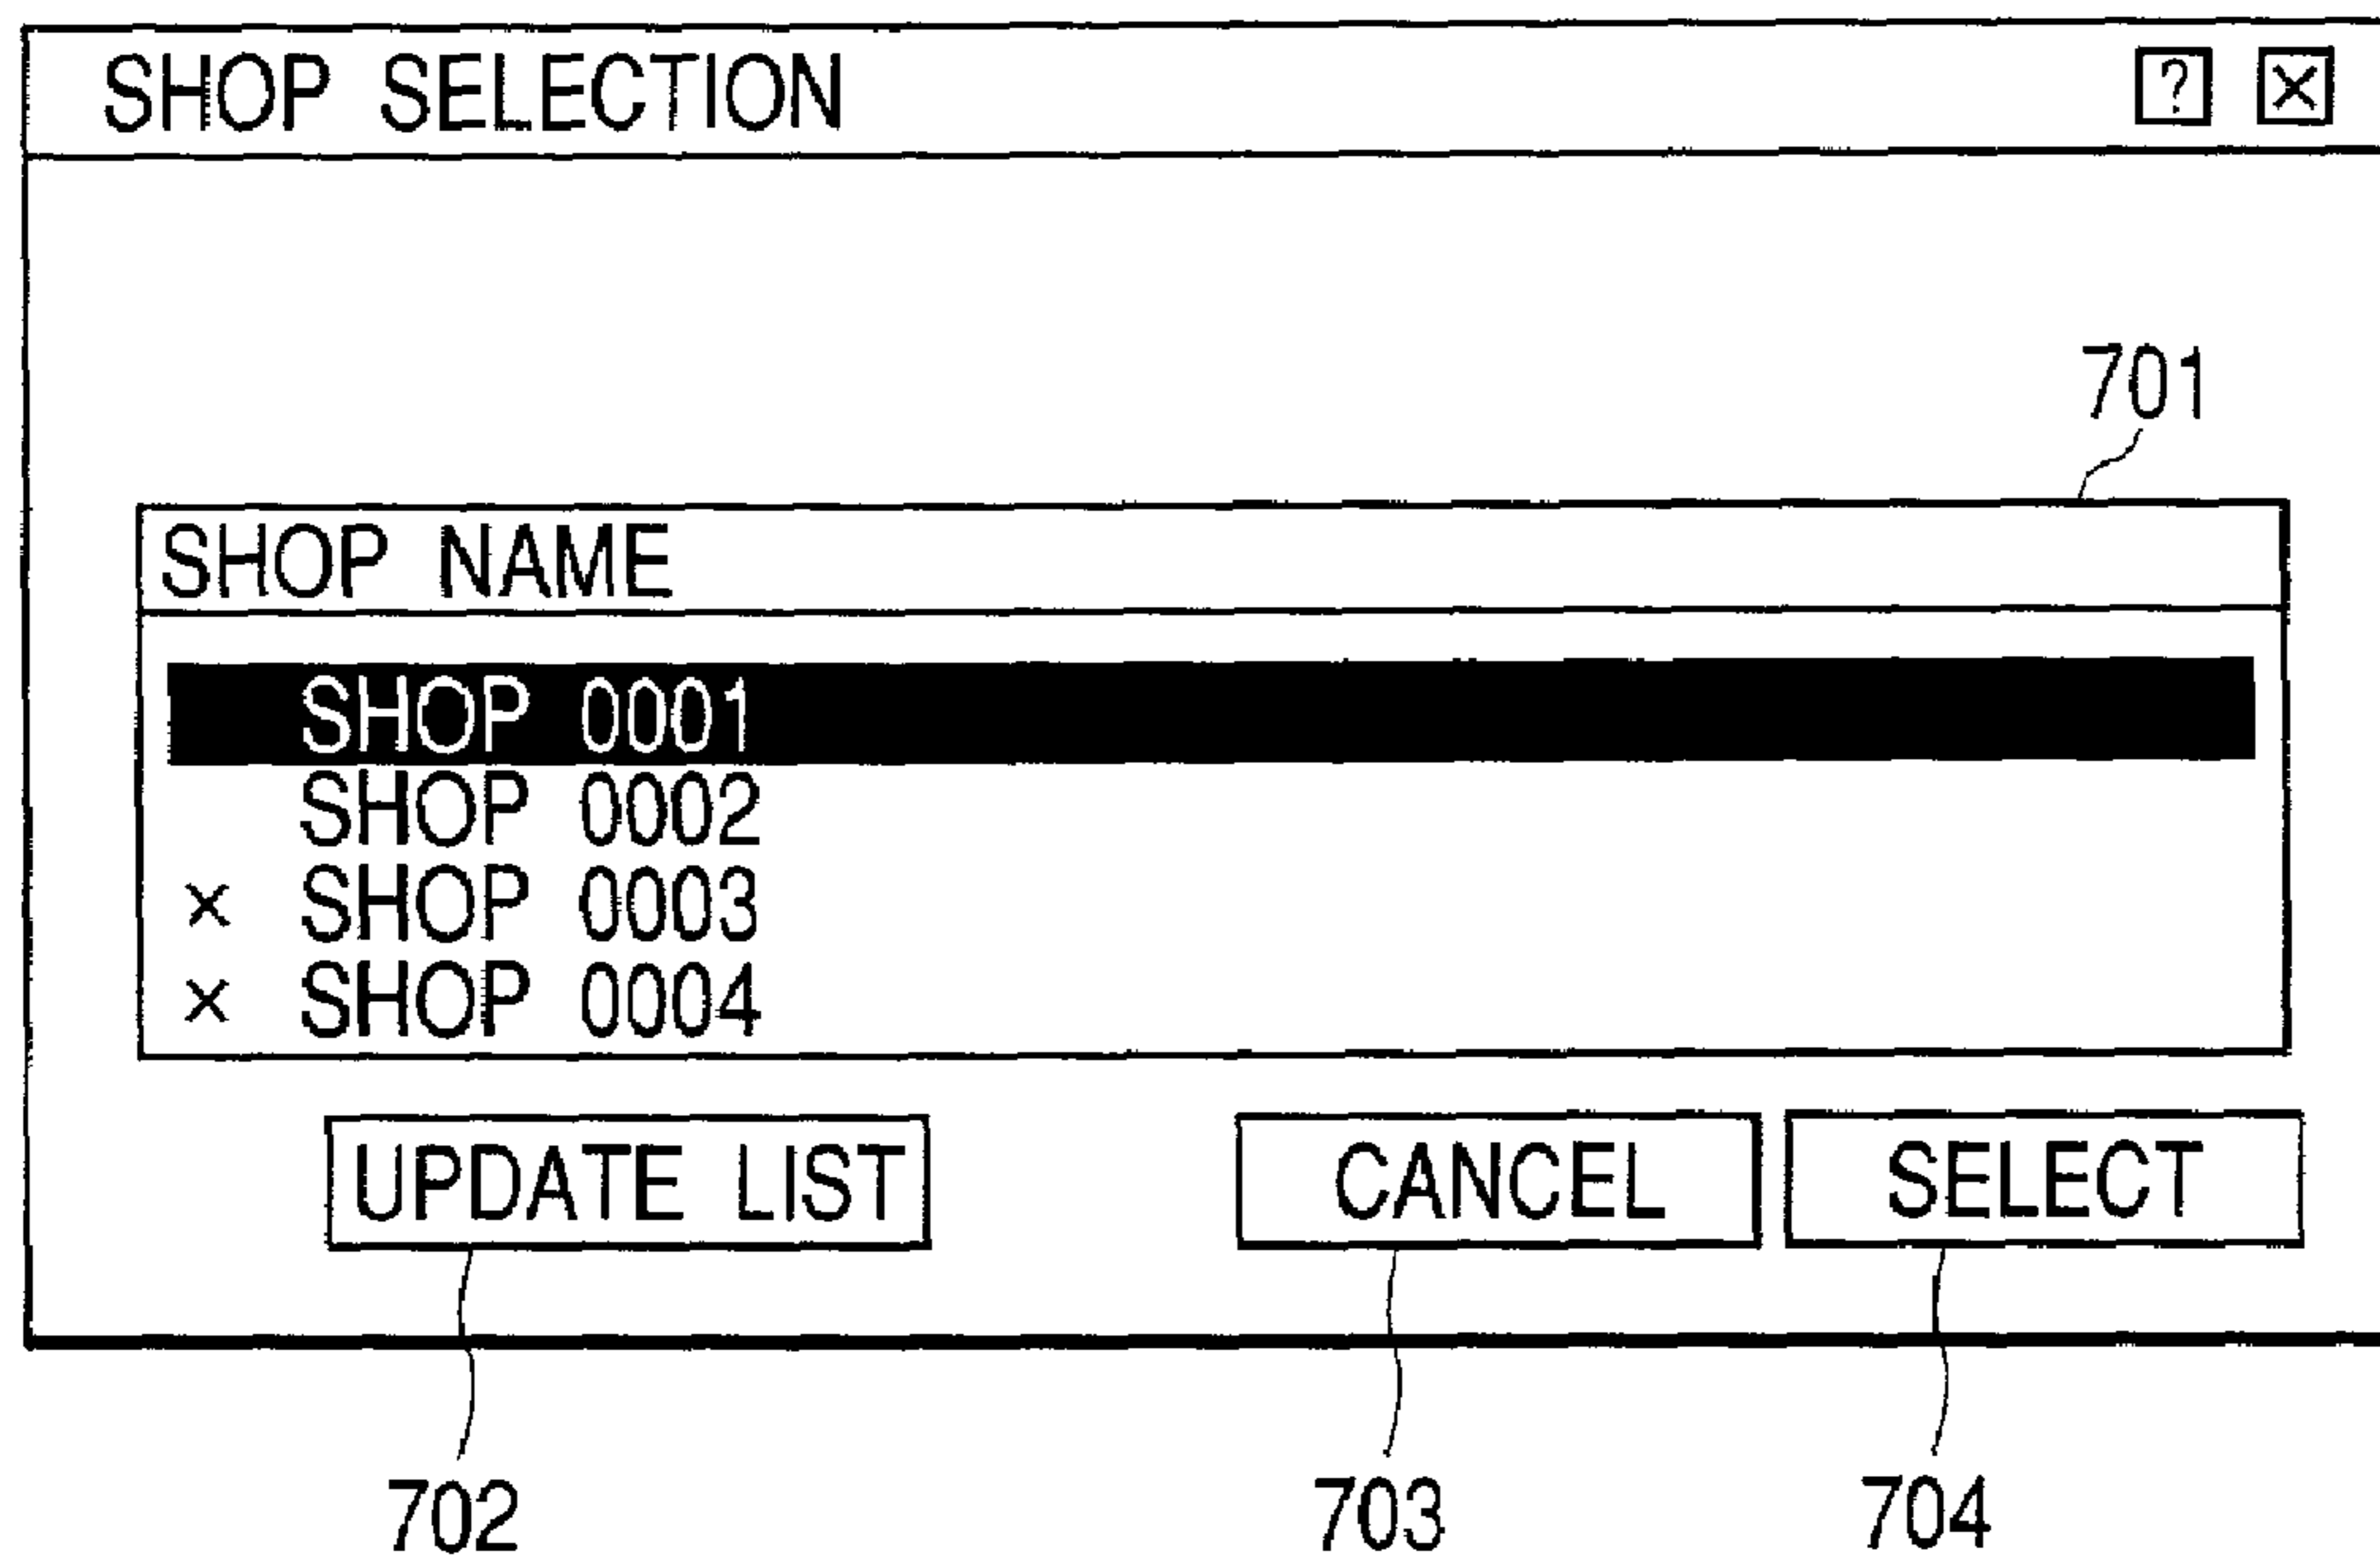 SHOP SELECTION ? ×
701
SHOP NAME
SHOP 0001
SHOP 0002
× SHOP 0003
× SHOP 0004
UPDATE LIST CANCEL SELECT
702 703 704